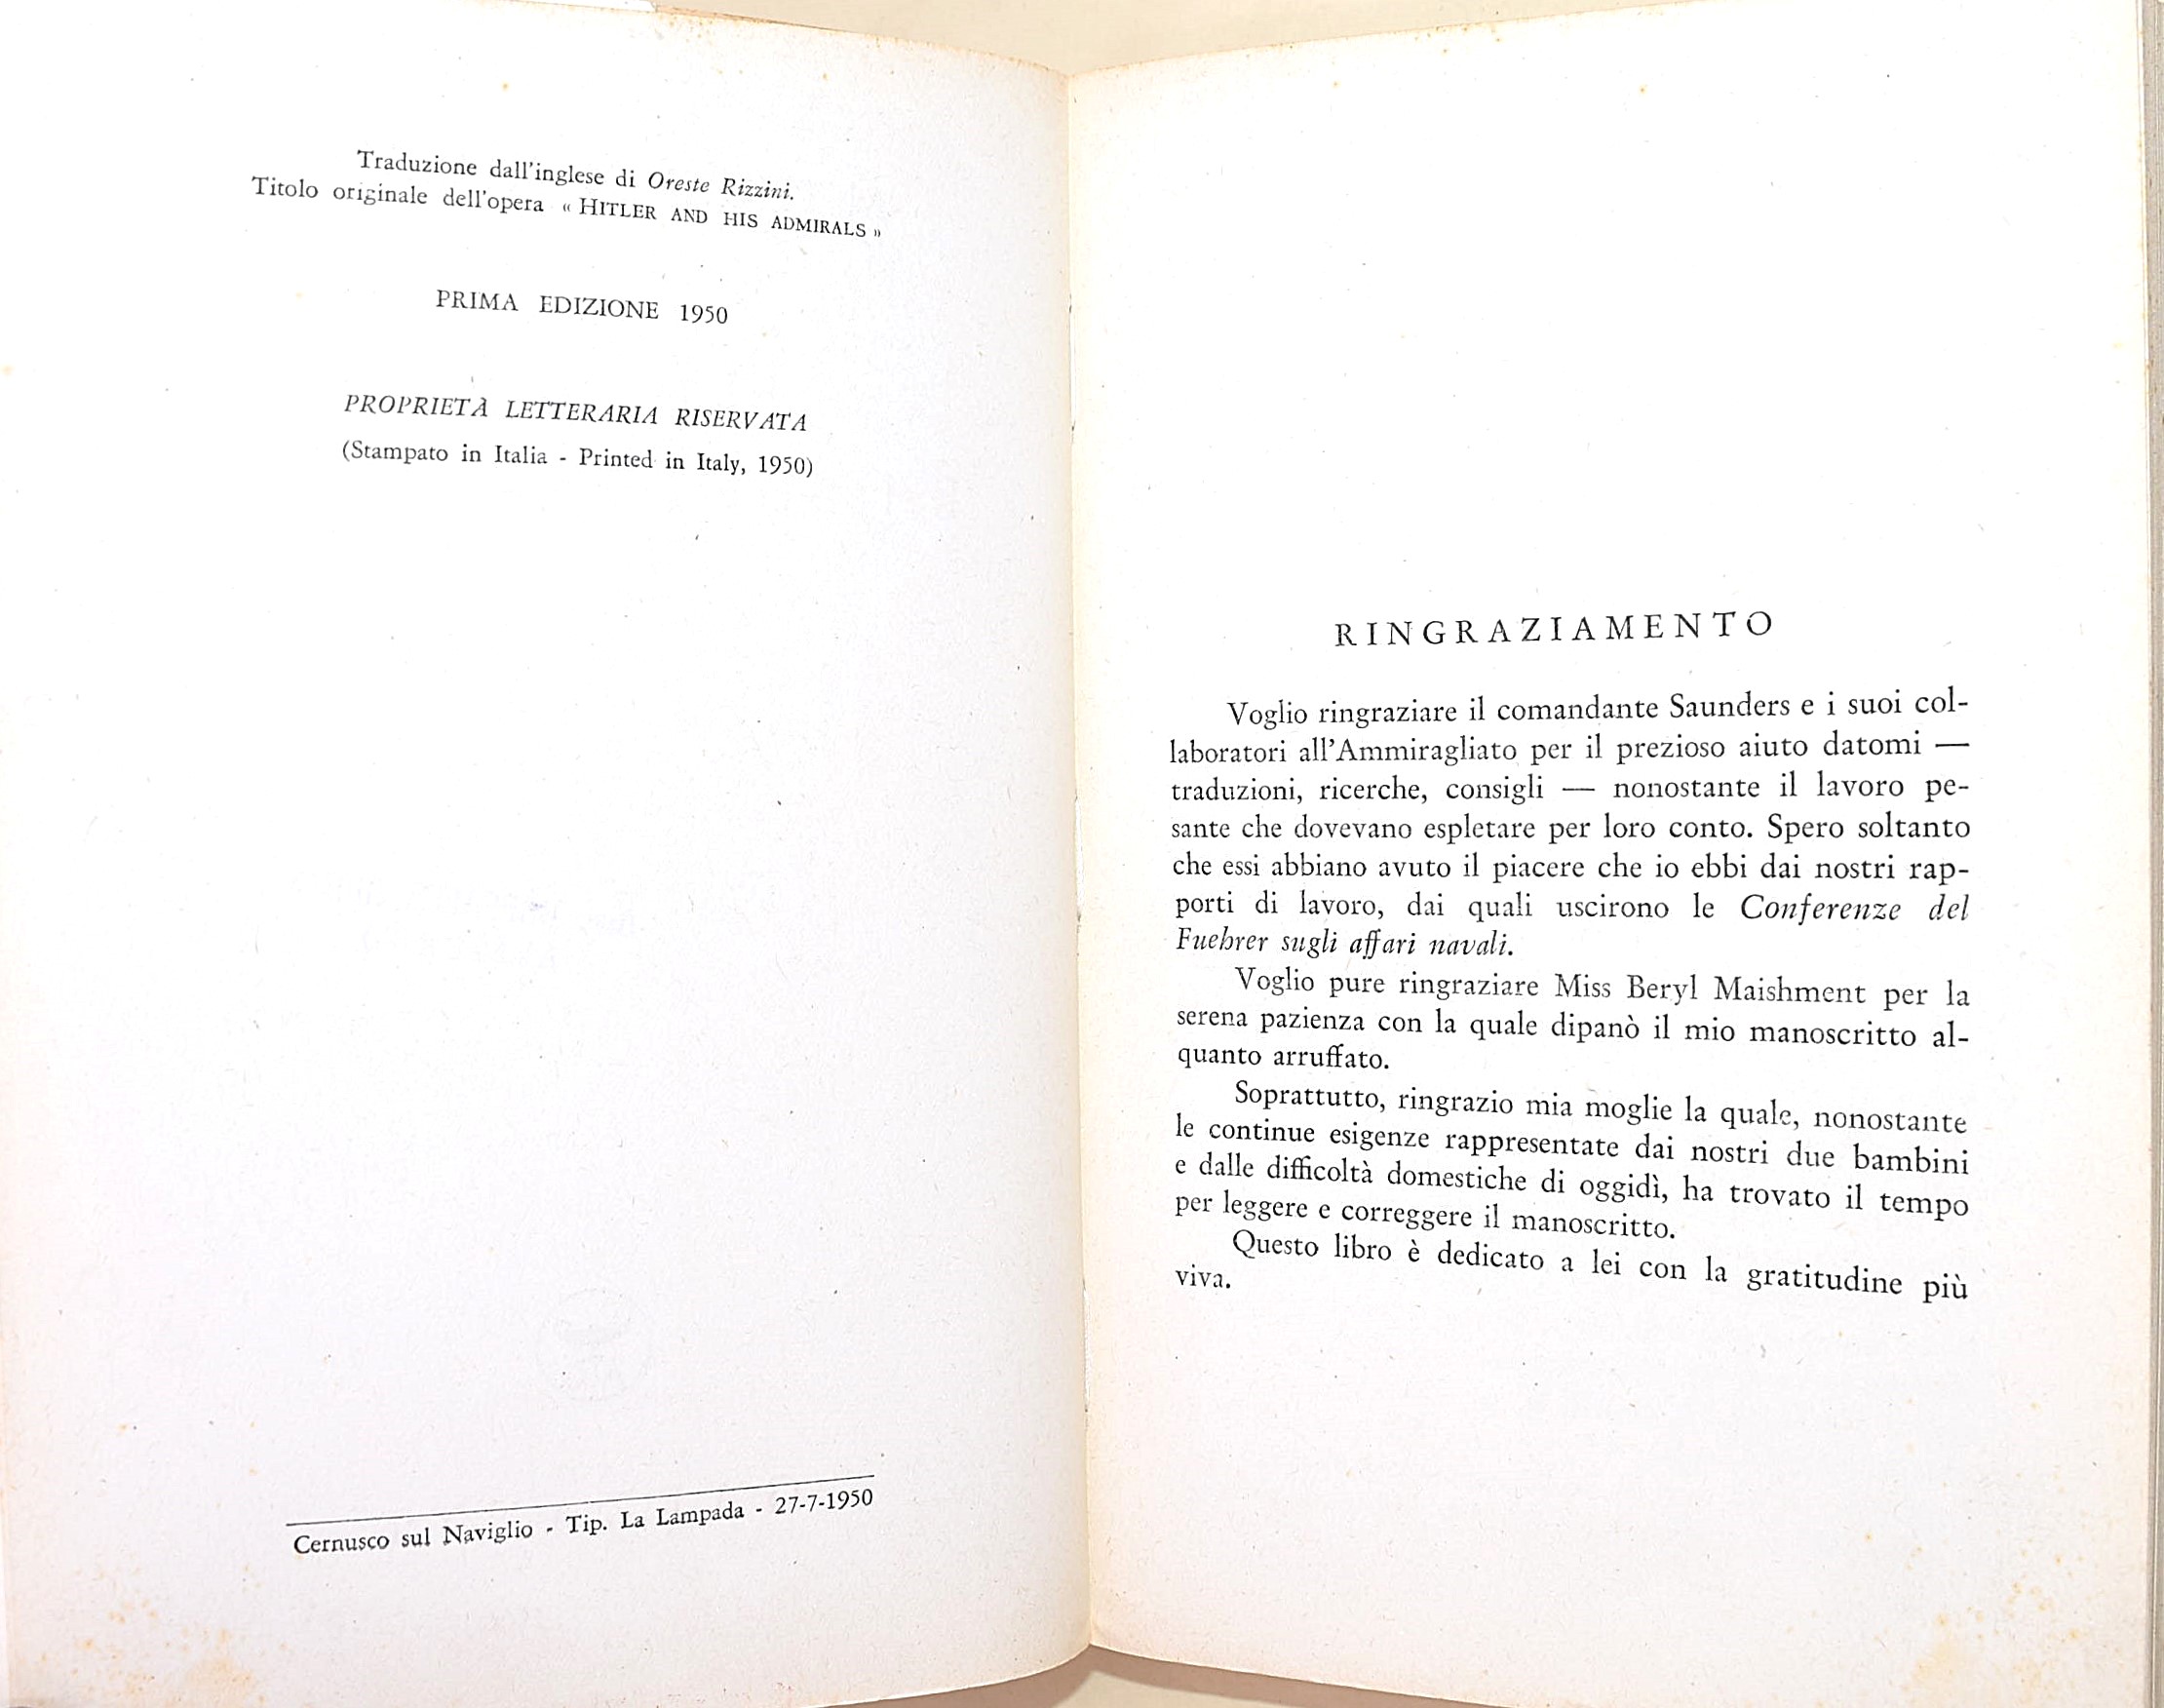 Traduzione dall'inglese di Oreste Rizzini.
Titolo originale dell'opera « HITLER AND HIS ADMIRALS »
PRIMA EDIZIONE 1950
PROPRIETÀ LETTERARIA RISERVATA
(Stampato in Italia - Printed in Italy, 1950)
Cernusco sul Naviglio - Tip. La Lampada - 27-7-1950
RINGRAZIAMENTO
Voglio ringraziare il comandante Saunders e i suoi col-
laboratori all'Ammiragliato per il prezioso aiuto datomi —
traduzioni, ricerche, consigli — nonostante il lavoro pe-
sante che dovevano espletare per loro conto. Spero soltanto
che essi abbiano avuto il piacere che io ebbi dai nostri rap-
porti di lavoro, dai quali uscirono le Conferenze del
Fuehrer sugli affari navali.
Voglio pure ringraziare Miss Beryl Maishment per la
serena pazienza con la quale dipanò il mio manoscritto al-
quanto arruffato.
Soprattutto, ringrazio mia moglie la quale, nonostante
le continue esigenze rappresentate dai nostri due bambini
e dalle difficoltà domestiche di oggidì, ha trovato il tempo
per leggere e correggere il manoscritto.
Questo libro è dedicato a lei con la gratitudine più
viva.